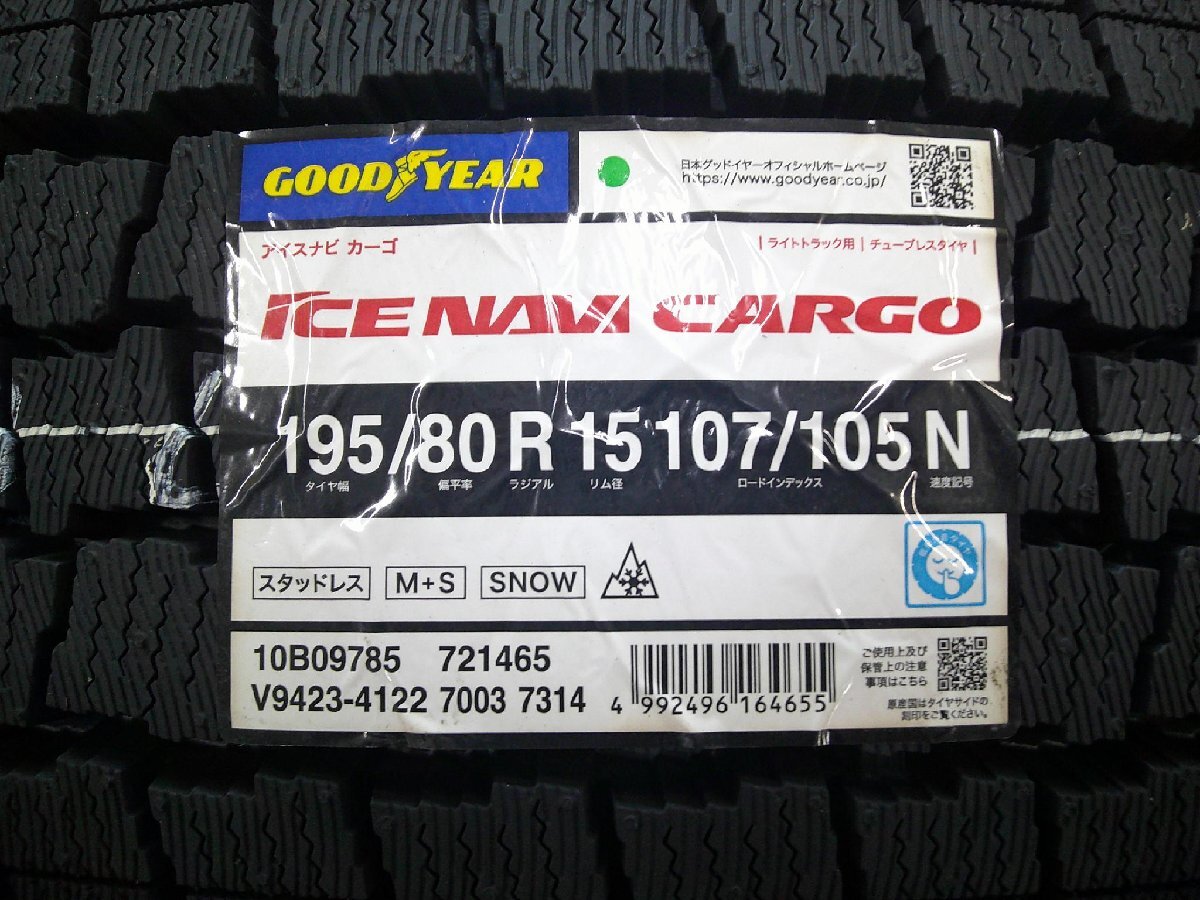 GOOD YEAR
日本グッドイヤーオフィシャルホームページ
https://www.goodyear.co.jp/
アイスナビ カーゴ
|ライトトラック用|チューブレスタイヤ|
ICE NAVI CARGO
195/80 R 15 107/105 N
タイヤ幅 偏平率 ラジアル リム径 ロードインデックス 速度記号
スタッドレス M+S SNOW
10B09785 721465
V9423-4122 7003 7314
4 992496 164655
ご使用上及び
保管上の注意
事項はこちら
原産国はタイヤサイドの
刻印をご覧ください。